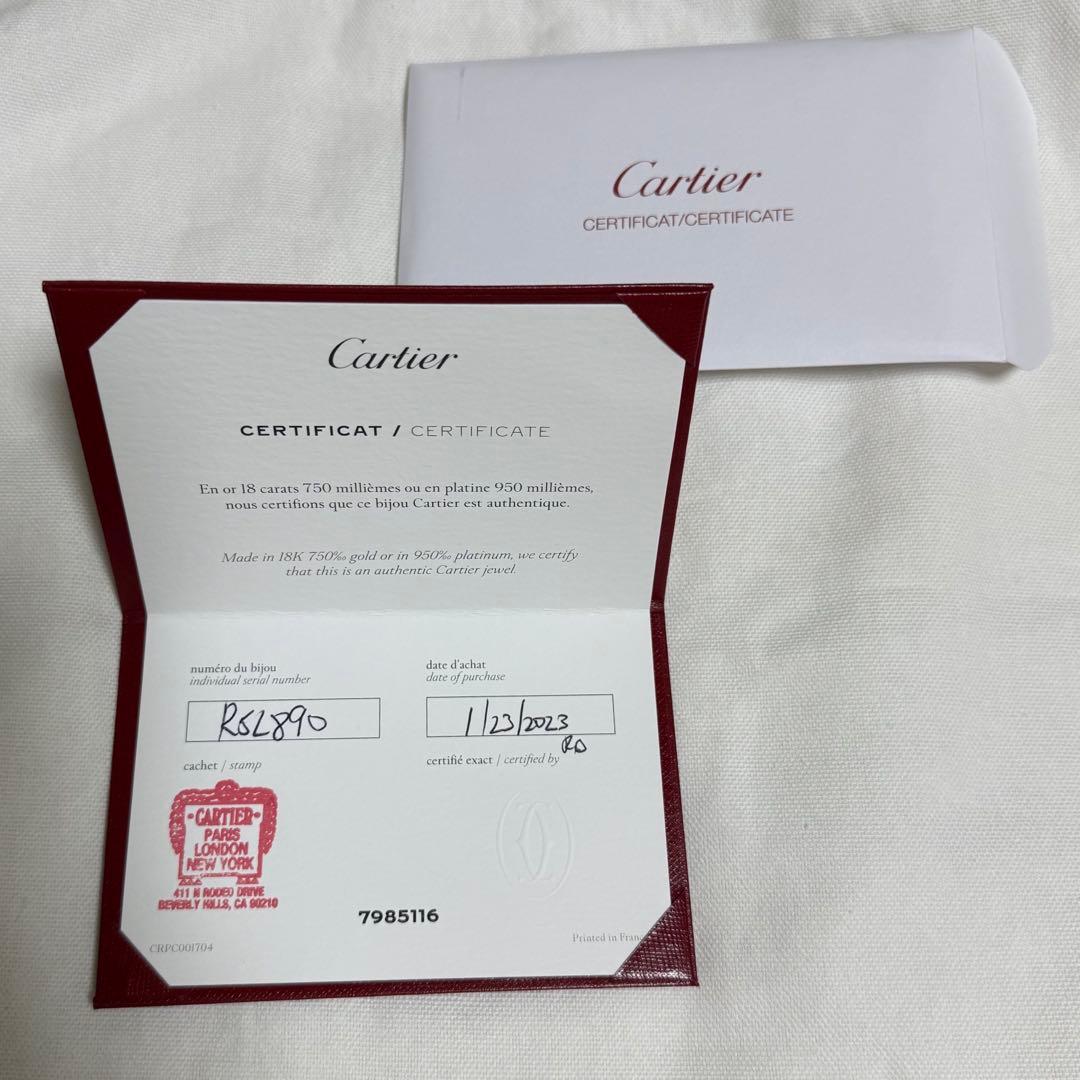 Cartier
CERTIFICAT/CERTIFICATE
Cartier
CERTIFICAT / CERTIFICATE
En or 18 carats 750 millièmes ou en platine 950 millièmes,
nous certifions que ce bijou Cartier est authentique.
Made in 18K 750‰ gold or in 950‰ platinum, we certify
that this is an authentic Cartier jewel.
numéro du bijou
individual serial number
R5L890
date d'achat
date of purchase
1/23/2023
RD
cachet / stamp
certifié exact / certified by
•CARTIER•
PARIS
LONDON
NEW YORK
411 N RODEO DRIVE
BEVERLY HILLS, CA 90210
7985116
CRPC001704
Printed in Franc